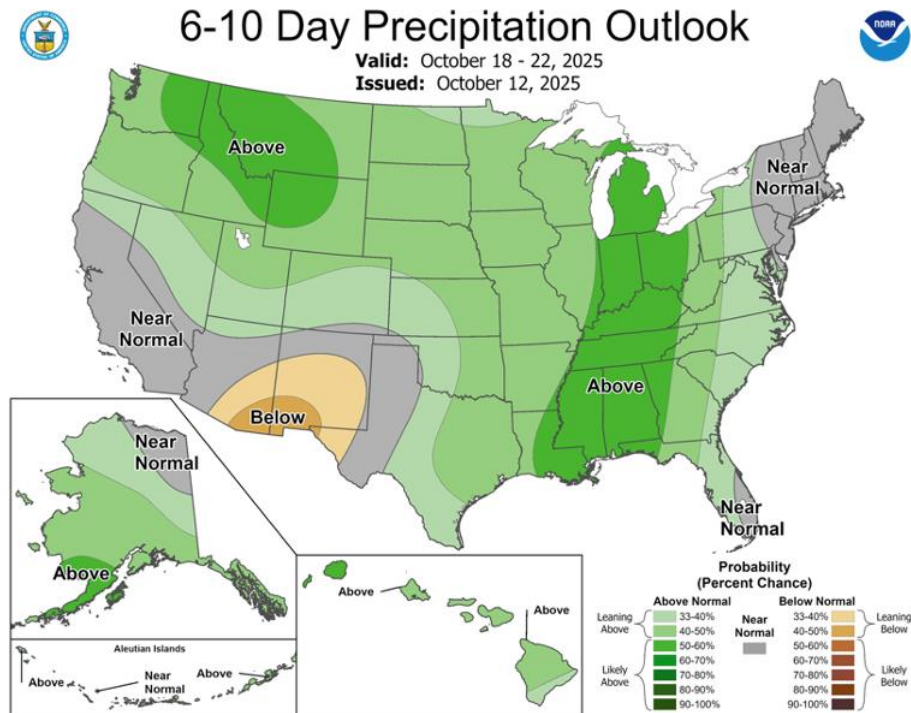 6-10 Day Precipitation Outlook
Valid: October 18 - 22, 2025
Issued: October 12, 2025
NOAA
Above
Near
Normal
Near
Normal
Above
Below
Near
Normal
Near
Normal
Above
Above
Above
Aleutian Islands
Above
Near
Normal
Above
Probability
(Percent Chance)
Above Normal
Below Normal
Near
Normal
Leaning
Above
33-40%
40-50%
Likely
Above
50-60%
60-70%
70-80%
80-90%
90-100%
33-40%
40-50%
Leaning
Below
50-60%
60-70%
70-80%
80-90%
90-100%
Likely
Below